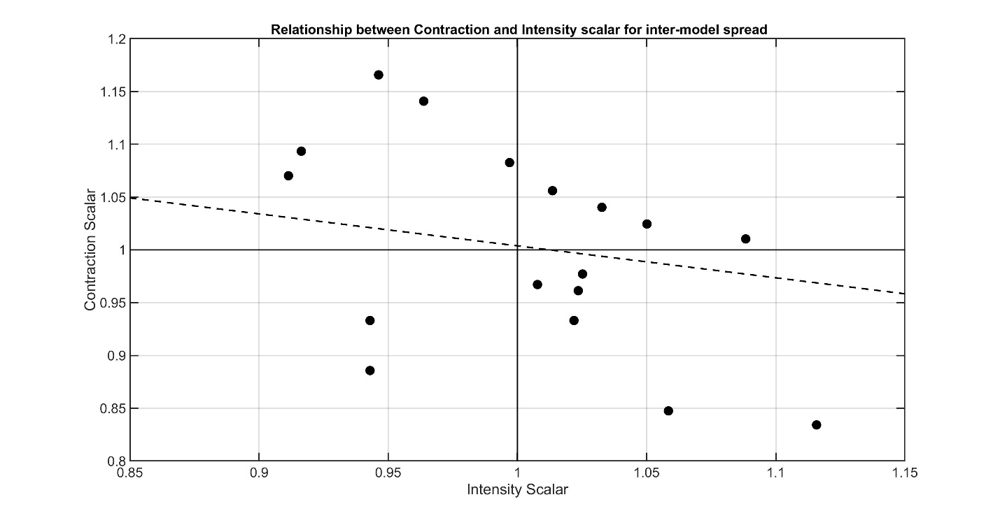 Relationship between Contraction and Intensity scalar for inter-model spread
1.2
1.15
1.1
1.05
1
0.95
0.9
0.85
0.8
Contraction Scalar
0.85 0.9 0.95 1 1.05 1.1 1.15
Intensity Scalar